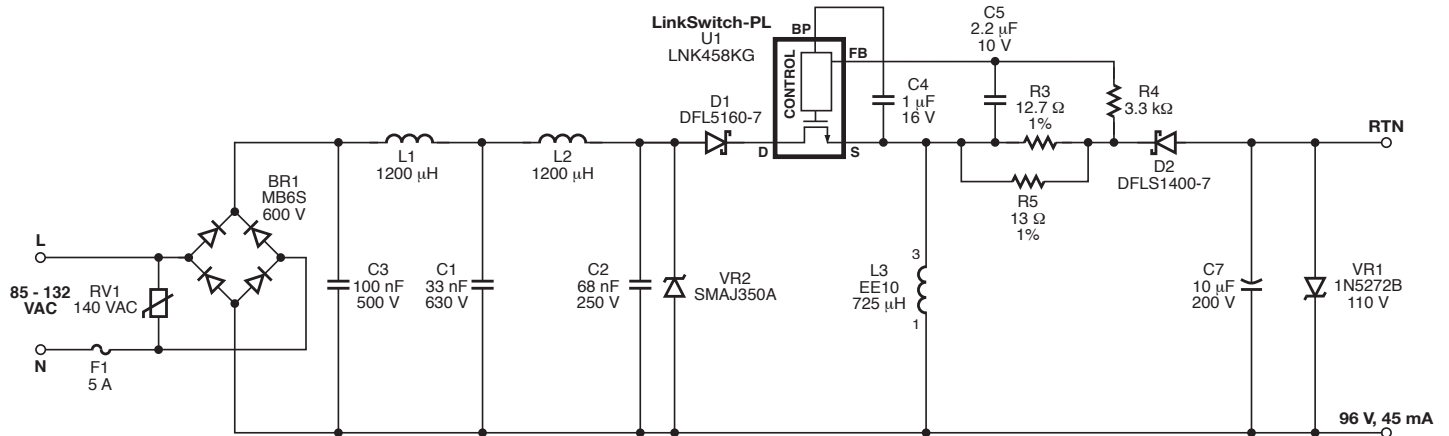 LinkSwitch-PL
U1
LNK458KG
BP
FB
CONTROL
D
S
C5
2.2 µF
10 V
C4
1 µF
16 V
R3
12.7 Ω
1%
R4
3.3 kΩ
D1
DFL5160-7
RTN
L1
1200 µH
L2
1200 µH
D2
DFLS1400-7
R5
13 Ω
1%
BR1
MB6S
600 V
L
85 - 132
VAC
RV1
140 VAC
N
F1
5 A
C3
100 nF
500 V
C1
33 nF
630 V
C2
68 nF
250 V
VR2
SMAJ350A
3
L3
EE10
725 µH
1
C7
10 µF
200 V
VR1
1N5272B
110 V
96 V, 45 mA